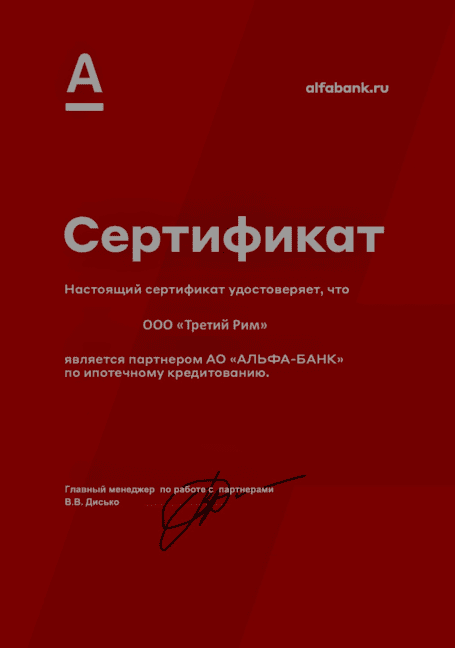 А
alfabank.ru
Сертификат
Настоящий сертификат удостоверяет, что
ООО «Третий Рим»
является партнером АО «АЛЬФА-БАНК»
по ипотечному кредитованию.
Главный менеджер по работе с партнерами
В.В. Дисько